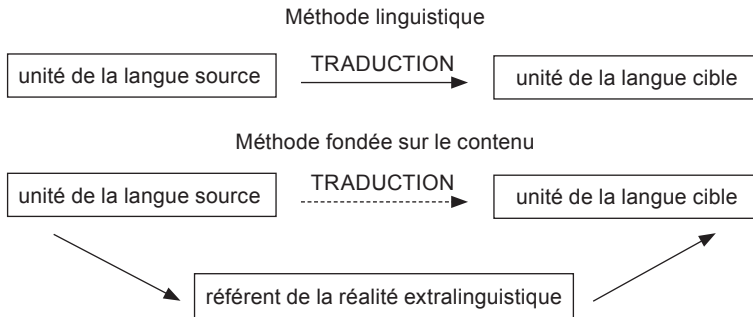 Méthode linguistique
unité de la langue source TRADUCTION unité de la langue cible
Méthode fondée sur le contenu
unité de la langue source TRADUCTION unité de la langue cible
référent de la réalité extralinguistique